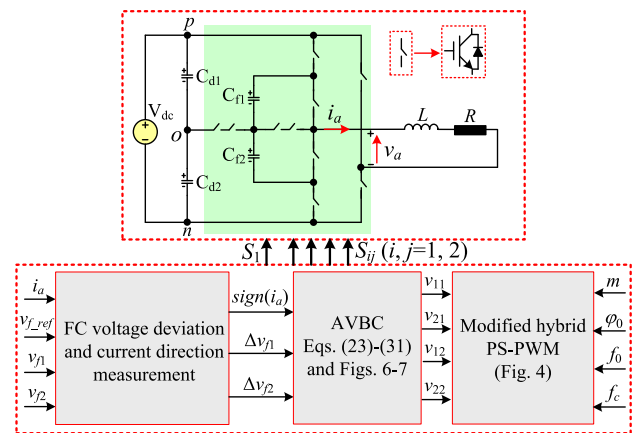 p
C_d1
V_dc
C_f1
i_a
L
R
o
+
v_a
−
C_f2
C_d2
n
S_1
S_ij (i, j=1, 2)
i_a
v_f_ref
v_f1
v_f2
FC voltage deviation
and current direction
measurement
sign(i_a)
Δv_f1
Δv_f2
AVBC
Eqs. (23)-(31)
and Figs. 6-7
v_11
v_21
v_12
v_22
Modified hybrid
PS-PWM
(Fig. 4)
m
φ_0
f_0
f_c